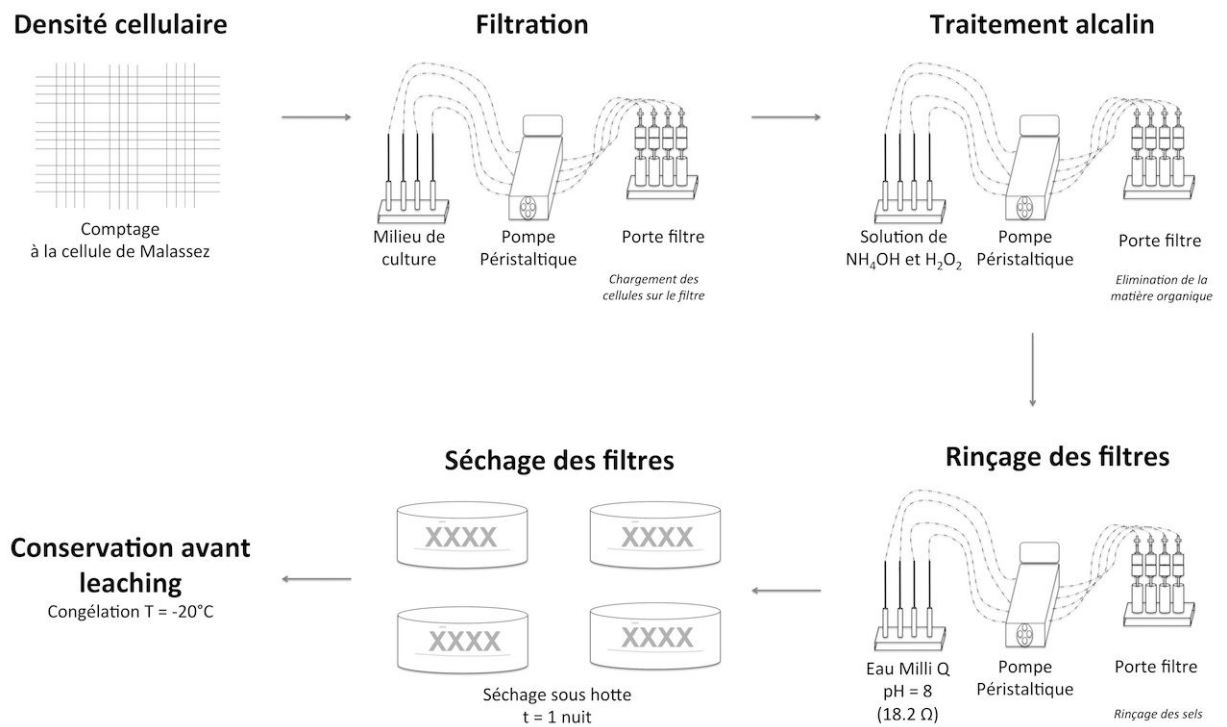 Densité cellulaire
Comptage
à la cellule de Malassez
Filtration
Milieu de
culture
Pompe
Péristaltique
Porte filtre
Chargement des
cellules sur le filtre
Traitement alcalin
Solution de
NH₄OH et H₂O₂
Pompe
Péristaltique
Porte filtre
Elimination de la
matière organique
Rinçage des filtres
Eau Milli Q
pH = 8
(18.2 Ω)
Pompe
Péristaltique
Porte filtre
Rinçage des sels
Séchage des filtres
XXXX
XXXX
XXXX
XXXX
Séchage sous hotte
t = 1 nuit
Conservation avant
leaching
Congélation T = -20°C